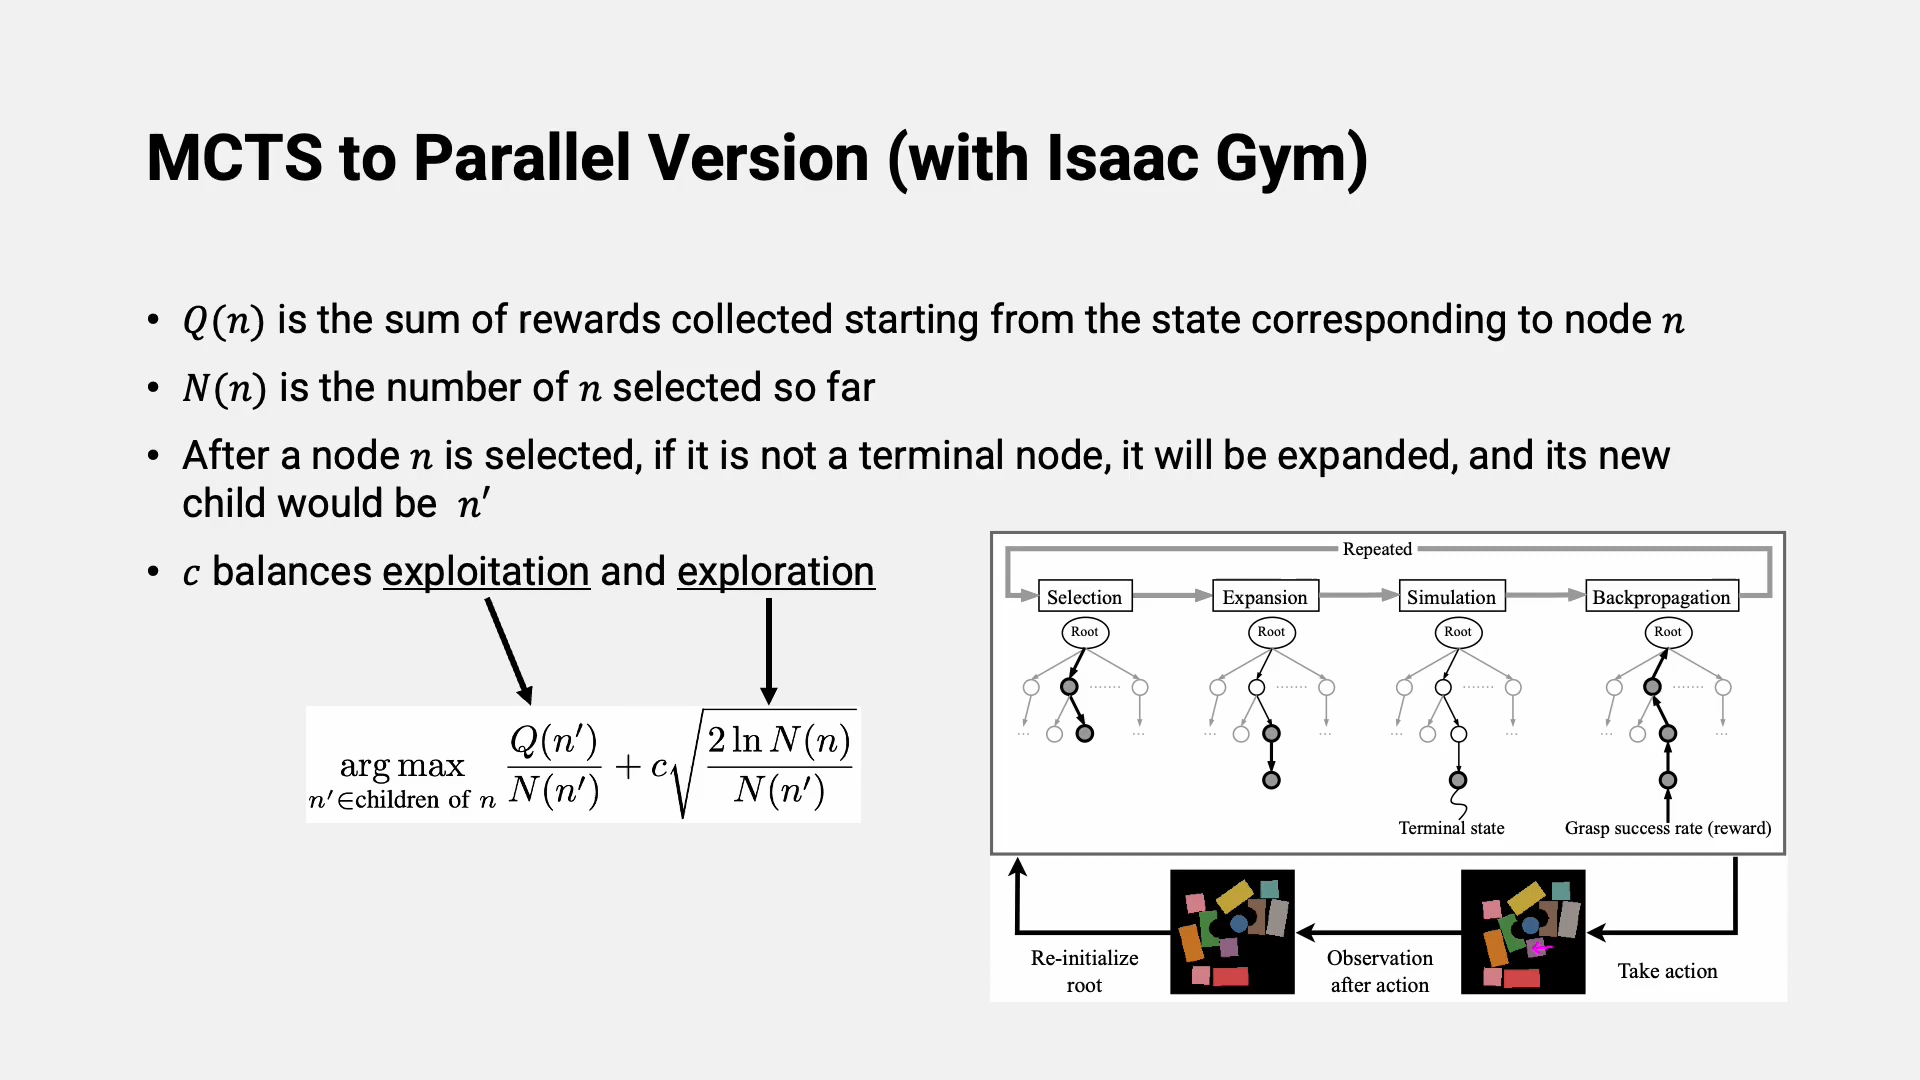 MCTS to Parallel Version (with Isaac Gym)
• Q(n) is the sum of rewards collected starting from the state corresponding to node n
• N(n) is the number of n selected so far
• After a node n is selected, if it is not a terminal node, it will be expanded, and its new
child would be n′
• c balances exploitation and exploration
arg max_{n′∈children of n} Q(n′)/N(n′) + c√(2 ln N(n)/N(n′))
Repeated
Selection Expansion Simulation Backpropagation
Root Root Root Root
Terminal state Grasp success rate (reward)
Re-initialize
root
Observation
after action
Take action